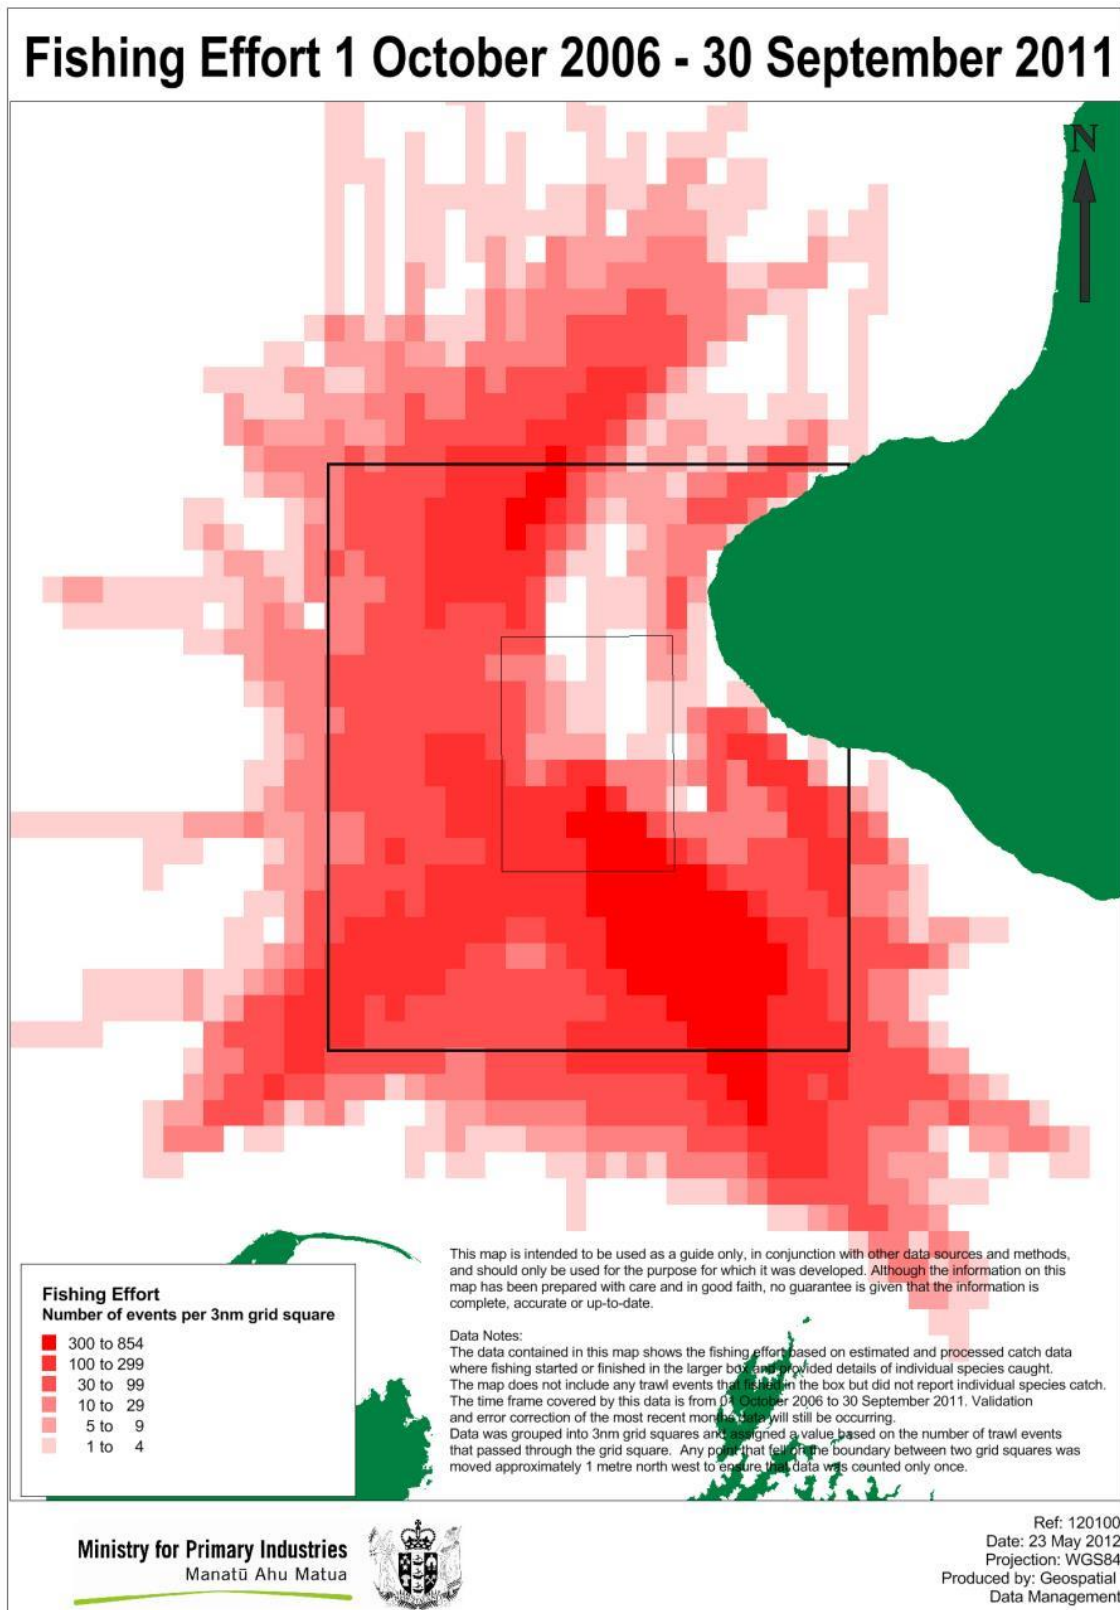 Fishing Effort 1 October 2006 - 30 September 2011
N
This map is intended to be used as a guide only, in conjunction with other data sources and methods,
and should only be used for the purpose for which it was developed. Although the information on this
map has been prepared with care and in good faith, no guarantee is given that the information is
complete, accurate or up-to-date.
Fishing Effort
Number of events per 3nm grid square
300 to 854
100 to 299
30 to 99
10 to 29
5 to 9
1 to 4
Data Notes:
The data contained in this map shows the fishing effort based on estimated and processed catch data
where fishing started or finished in the larger box and provided details of individual species caught.
The map does not include any trawl events that fished in the box but did not report individual species catch.
The time frame covered by this data is from 01 October 2006 to 30 September 2011. Validation
and error correction of the most recent months data will still be occurring.
Data was grouped into 3nm grid squares and assigned a value based on the number of trawl events
that passed through the grid square. Any point that fell on the boundary between two grid squares was
moved approximately 1 metre north west to ensure that data was counted only once.
Ministry for Primary Industries
Manatū Ahu Matua
Ref: 120100
Date: 23 May 2012
Projection: WGS84
Produced by: Geospatial
Data Management